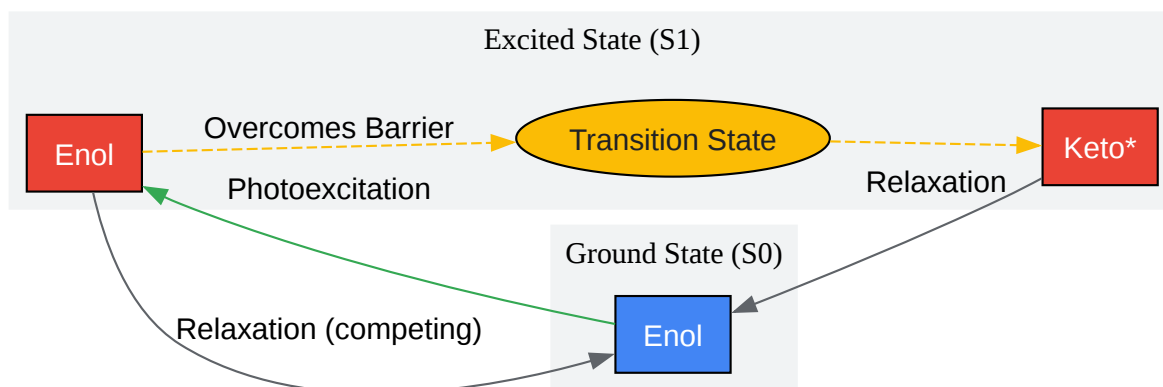 Excited State (S1)
Overcomes Barrier
Enol
Transition State
Keto*
Photoexcitation
Relaxation
Ground State (S0)
Relaxation (competing)
Enol